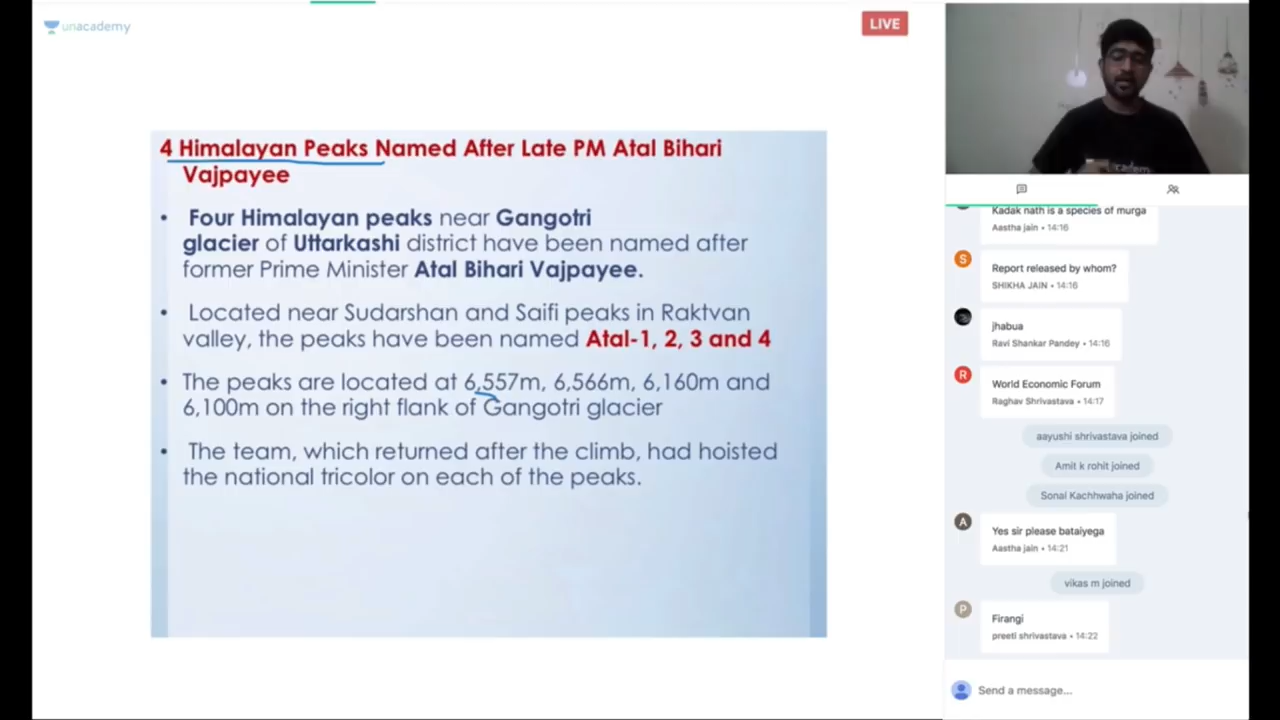 unacademy
LIVE
4 Himalayan Peaks Named After Late PM Atal Bihari
Vajpayee
• Four Himalayan peaks near Gangotri
glacier of Uttarkashi district have been named after
former Prime Minister Atal Bihari Vajpayee.
• Located near Sudarshan and Saifi peaks in Raktvan
valley, the peaks have been named Atal-1, 2, 3 and 4
• The peaks are located at 6,557m, 6,566m, 6,160m and
6,100m on the right flank of Gangotri glacier
• The team, which returned after the climb, had hoisted
the national tricolor on each of the peaks.
Kadak nath is a species of murga
Aastha jain • 14:16
S
Report released by whom?
SHIKHA JAIN • 14:16
jhabua
Ravi Shankar Pandey • 14:16
R
World Economic Forum
Raghav Shrivastava • 14:17
aayushi shrivastava joined
Amit k rohit joined
Sonal Kachhwaha joined
A
Yes sir please bataiyega
Aastha jain • 14:21
vikas m joined
P
Firangi
preeti shrivastava • 14:22
Send a message...